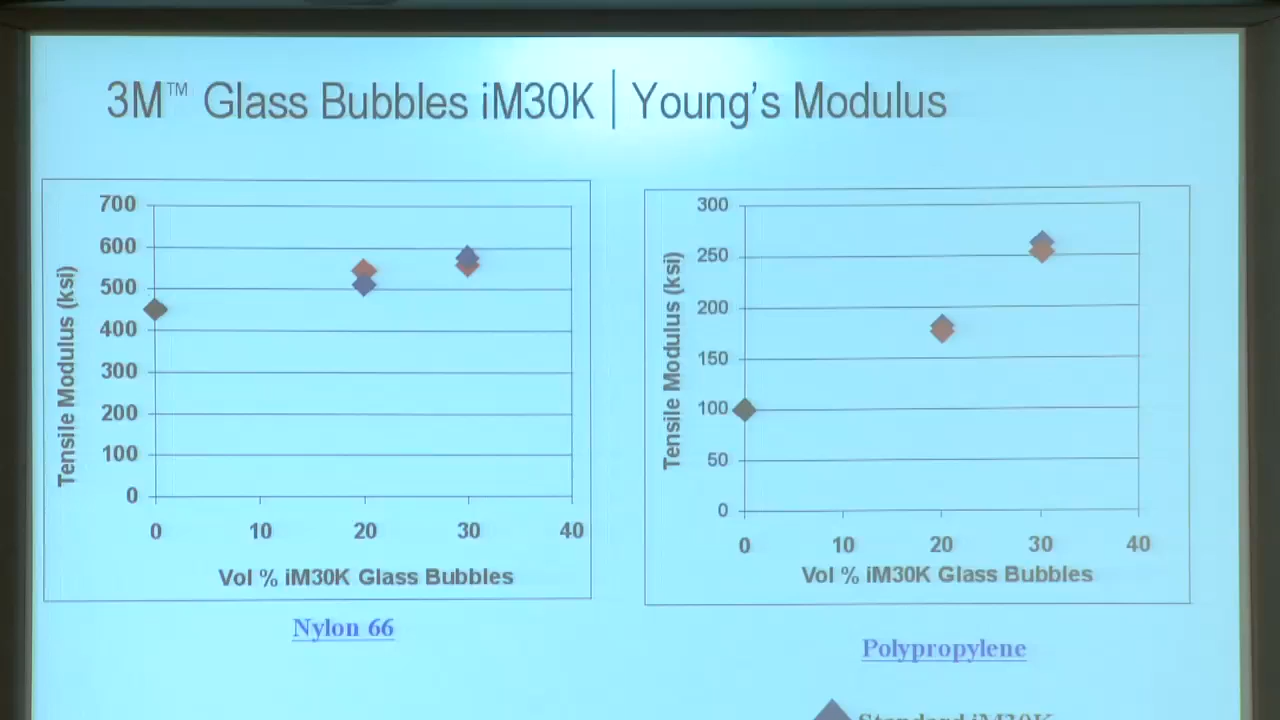 3M™ Glass Bubbles iM30K | Young's Modulus
700
600
500
400
300
200
100
0
Tensile Modulus (ksi)
0 10 20 30 40
Vol % iM30K Glass Bubbles
Nylon 66
300
250
200
150
100
50
0
Tensile Modulus (ksi)
0 10 20 30 40
Vol % iM30K Glass Bubbles
Polypropylene
Standard iM30K